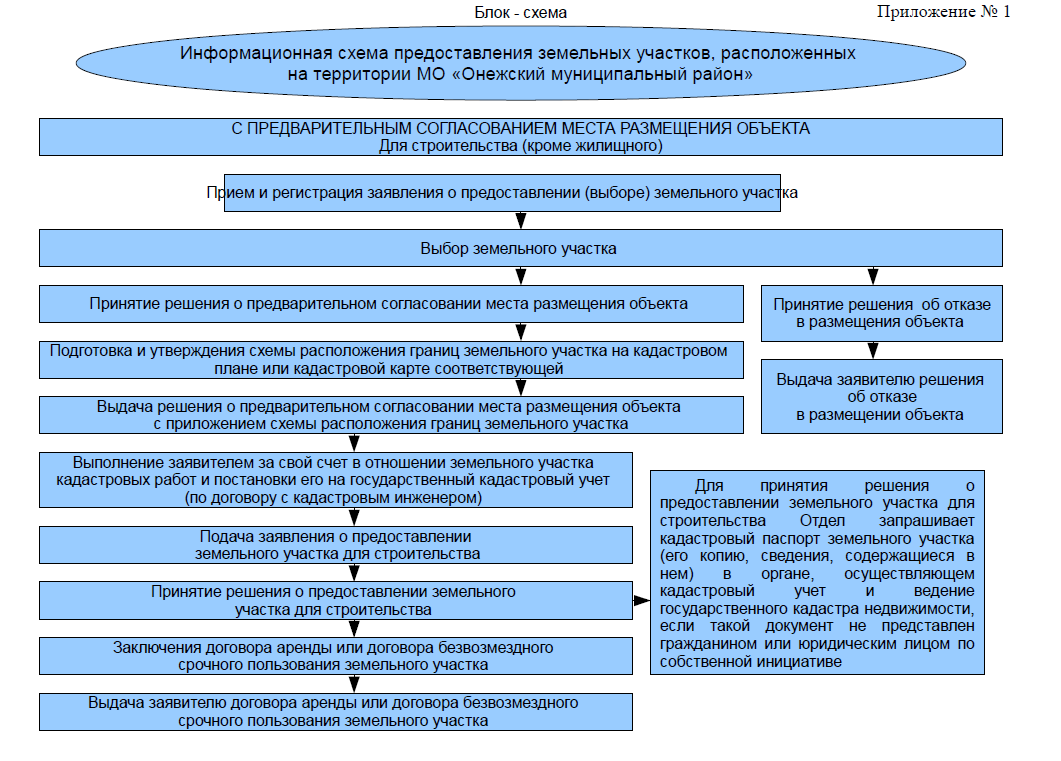 Блок - схема
Приложение № 1
Информационная схема предоставления земельных участков, расположенных
на территории МО «Онежский муниципальный район»
С ПРЕДВАРИТЕЛЬНЫМ СОГЛАСОВАНИЕМ МЕСТА РАЗМЕЩЕНИЯ ОБЪЕКТА
Для строительства (кроме жилищного)
Прием и регистрация заявления о предоставлении (выборе) земельного участка
Выбор земельного участка
Принятие решения о предварительном согласовании места размещения объекта
Принятие решения об отказе
в размещения объекта
Подготовка и утверждения схемы расположения границ земельного участка на кадастровом
плане или кадастровой карте соответствующей
Выдача заявителю решения
об отказе
в размещении объекта
Выдача решения о предварительном согласовании места размещения объекта
с приложением схемы расположения границ земельного участка
Выполнение заявителем за свой счет в отношении земельного участка
кадастровых работ и постановки его на государственный кадастровый учет
(по договору с кадастровым инженером)
Подача заявления о предоставлении
земельного участка для строительства
Принятие решения о предоставлении земельного
участка для строительства
Для принятия решения о
предоставлении земельного участка для
строительства Отдел запрашивает
кадастровый паспорт земельного участка
(его копию, сведения, содержащиеся в
нем) в органе, осуществляющем
кадастровый учет и ведение
государственного кадастра недвижимости,
если такой документ не представлен
гражданином или юридическим лицом по
собственной инициативе
Заключения договора аренды или договора безвозмездного
срочного пользования земельного участка
Выдача заявителю договора аренды или договора безвозмездного
срочного пользования земельного участка